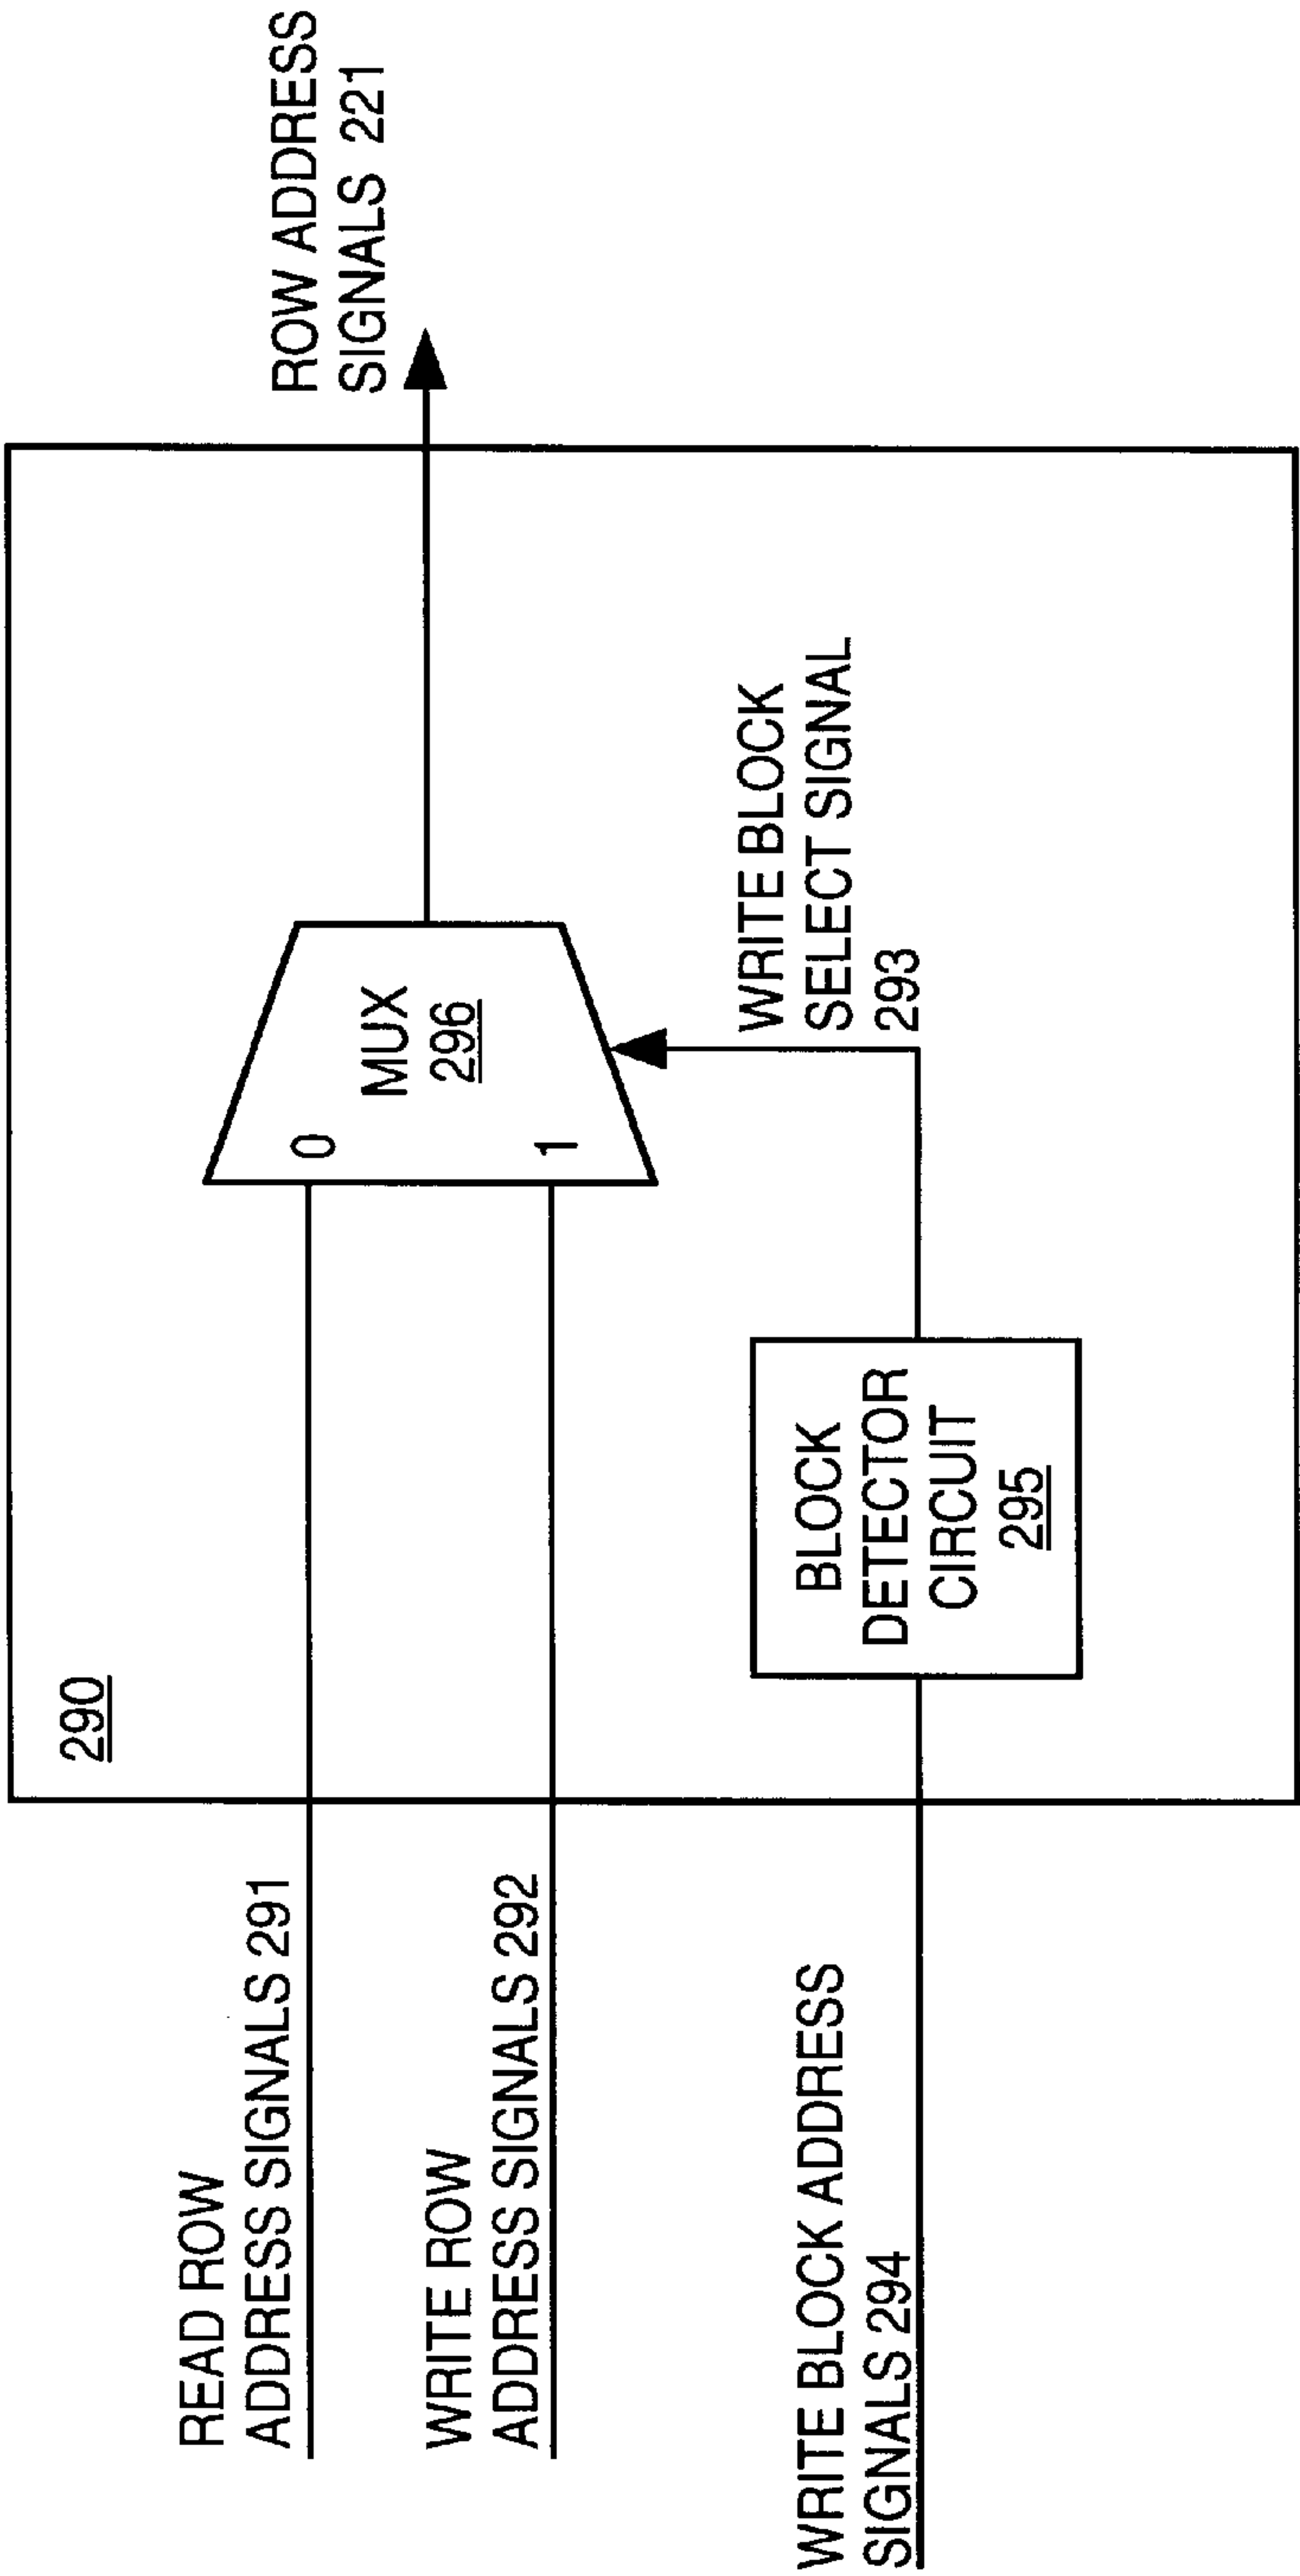 290
READ ROW
ADDRESS SIGNALS 291
WRITE ROW
ADDRESS SIGNALS 292
WRITE BLOCK ADDRESS
SIGNALS 294
0
1
MUX
296
BLOCK
DETECTOR
CIRCUIT
295
WRITE BLOCK
SELECT SIGNAL
293
ROW ADDRESS
SIGNALS 221